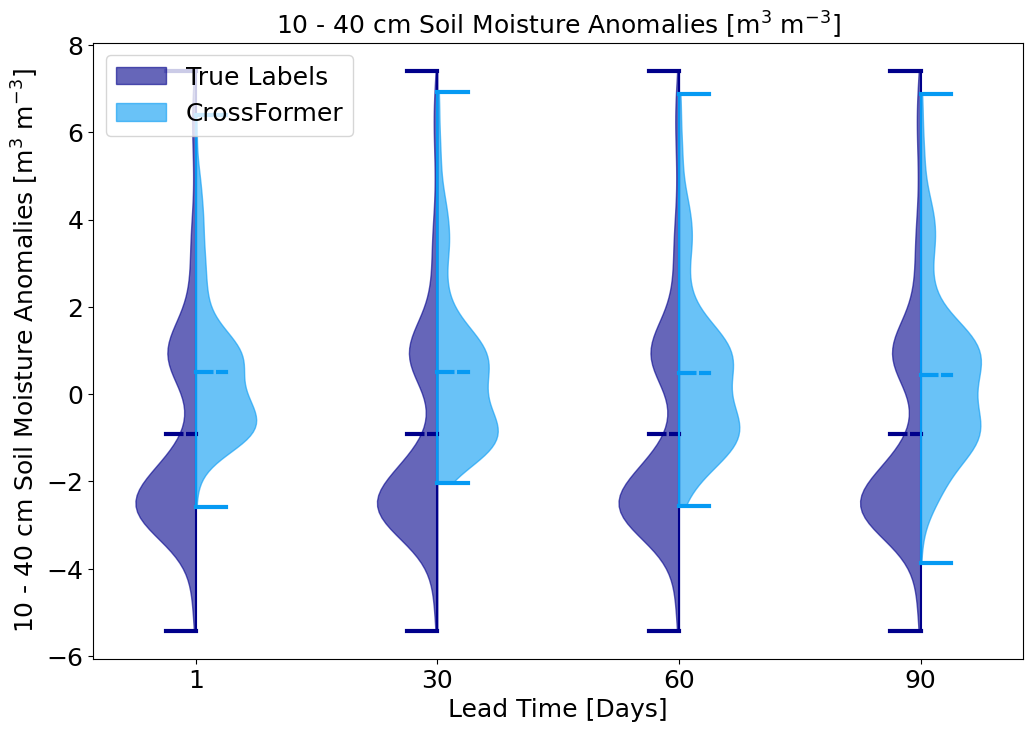 10 - 40 cm Soil Moisture Anomalies [m³ m⁻³]
True Labels
CrossFormer
10 - 40 cm Soil Moisture Anomalies [m³ m⁻³]
8
6
4
2
0
−2
−4
−6
1 30 60 90
Lead Time [Days]